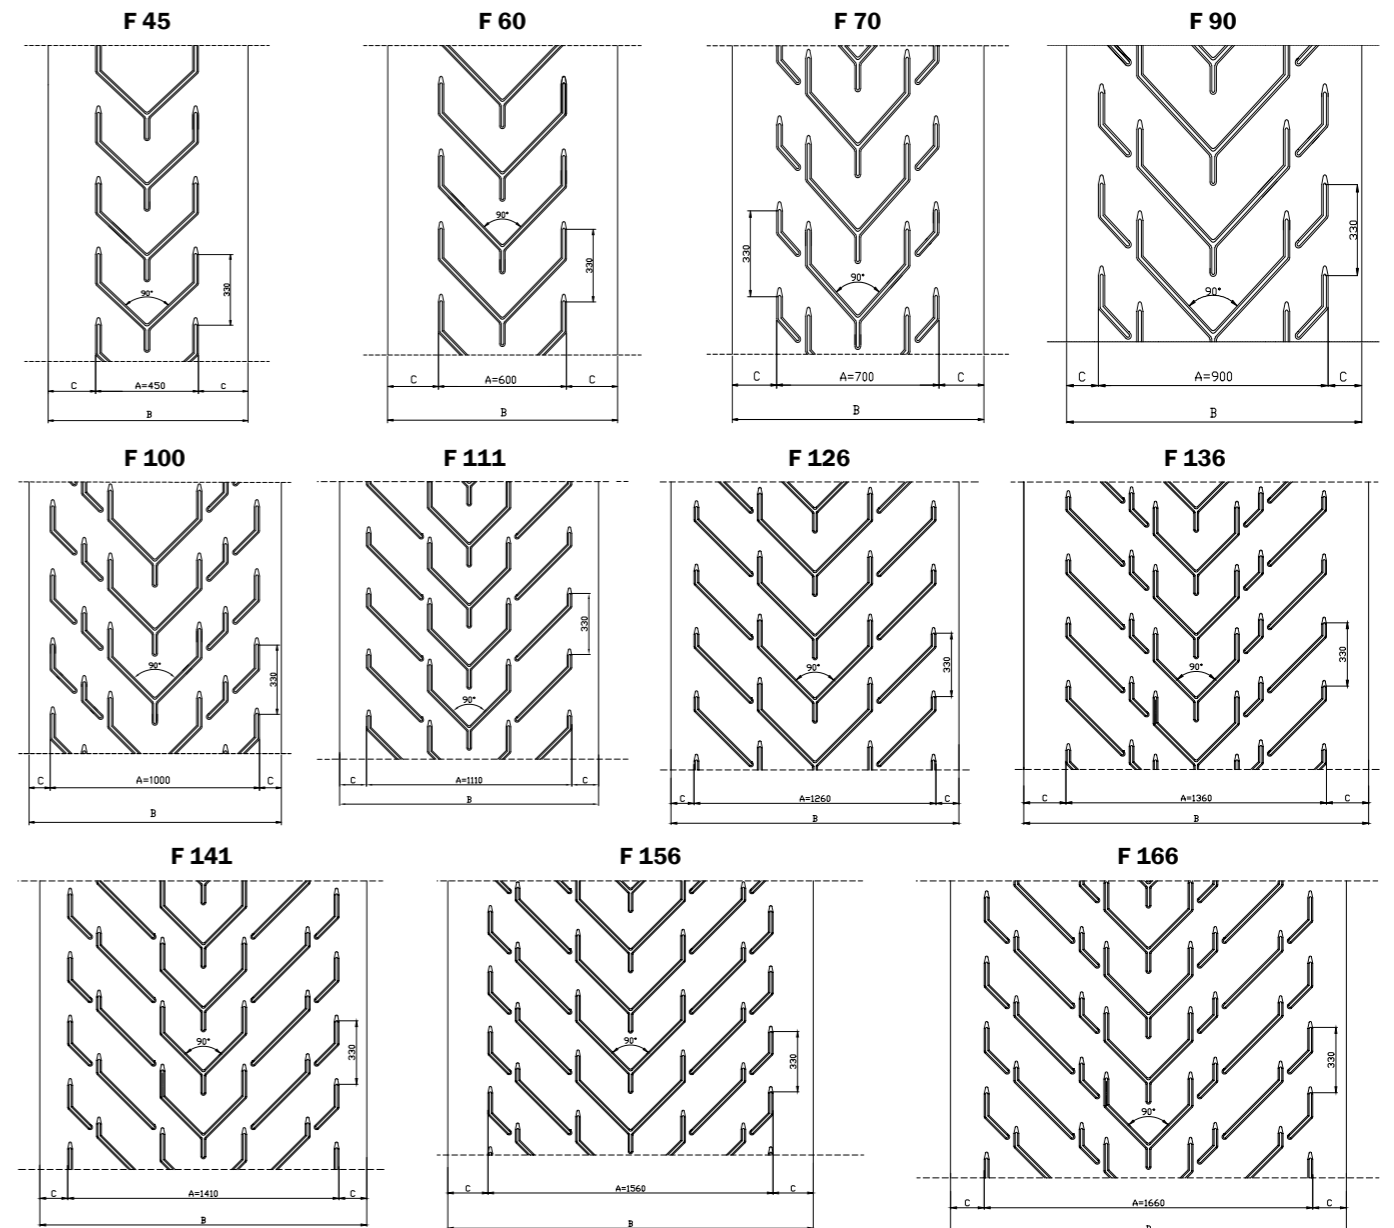 F 45 F 60 F 70 F 90
90° 330
C A=450 C
B
90° 330
C A=600 C
B
330 90°
C A=700 C
B
90° 330
C A=900 C
B
F 100 F 111 F 126 F 136
90° 330
C A=1000 C
B
330 90°
C A=1110 C
B
90° 330
C A=1260 C
B
90° 330
C A=1360 C
B
F 141 F 156 F 166
90° 330
C A=1410 C
B
90° 330
C A=1560 C
B
330 90°
C A=1660 C